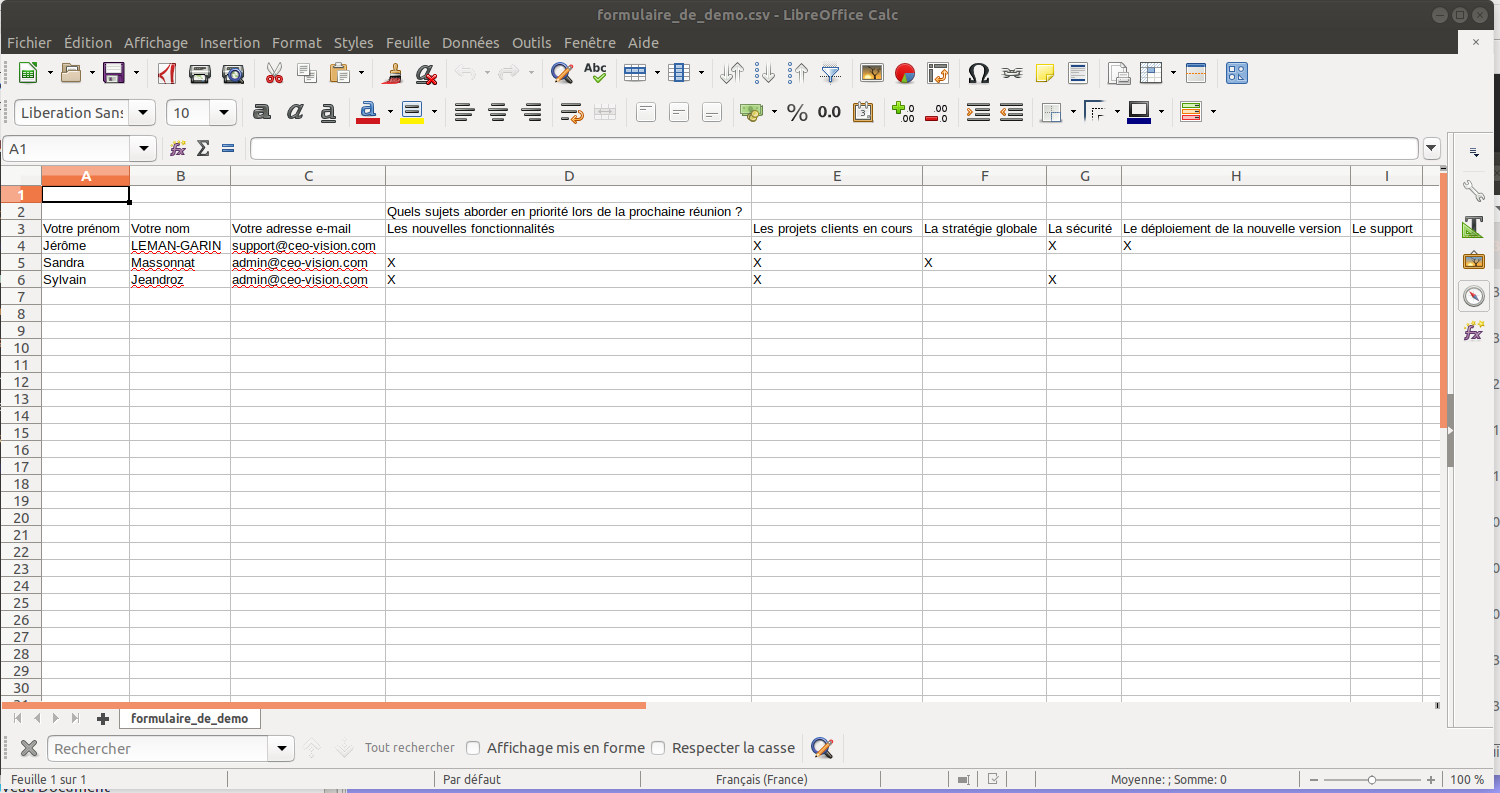 formulaire_de_demo.csv - LibreOffice Calc
Fichier Édition Affichage Insertion Format Styles Feuille Données Outils Fenêtre Aide
Abc
Liberation Sans 10
a a a a % 0.0
A1
A B C D E F G H I
1
2 Quels sujets aborder en priorité lors de la prochaine réunion ?
3 Votre prénom Votre nom Votre adresse e-mail Les nouvelles fonctionnalités Les projets clients en cours La stratégie globale La sécurité Le déploiement de la nouvelle version Le support
4 Jérôme LEMAN-GARIN support@ceo-vision.com X X X
5 Sandra Massonnat admin@ceo-vision.com X X X
6 Sylvain Jeandroz admin@ceo-vision.com X X X
7
8
9
10
11
12
13
14
15
16
17
18
19
20
21
22
23
24
25
26
27
28
29
30
formulaire_de_demo
Rechercher Tout rechercher Affichage mis en forme Respecter la casse
Feuille 1 sur 1 Par défaut Français (France) Moyenne: ; Somme: 0 100 %